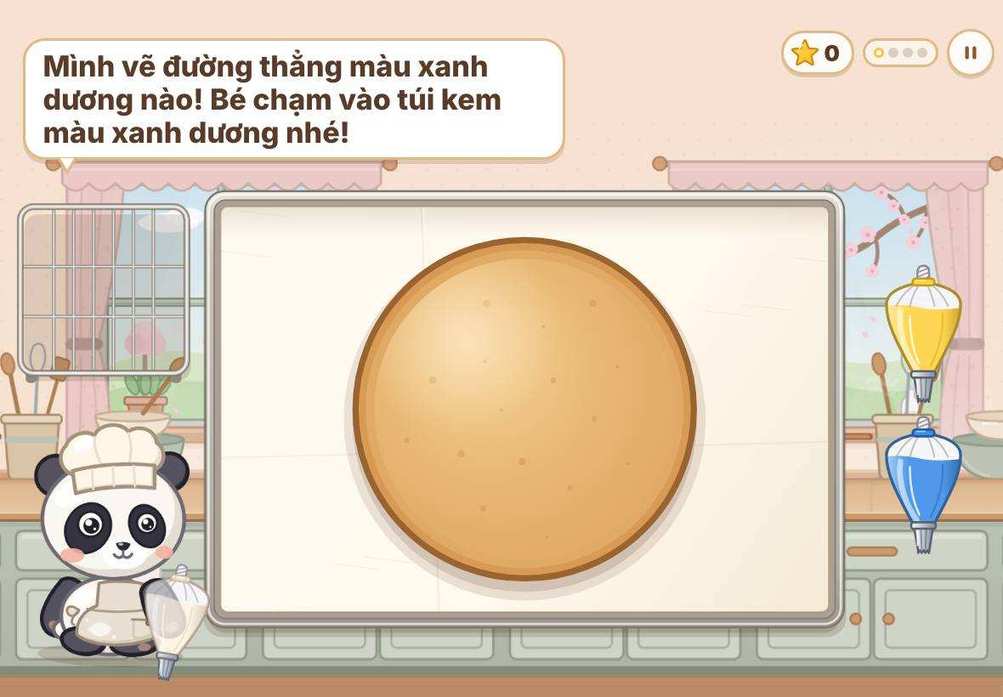 Mình vẽ đường thẳng màu xanh
dương nào! Bé chạm vào túi kem
màu xanh dương nhé!
0